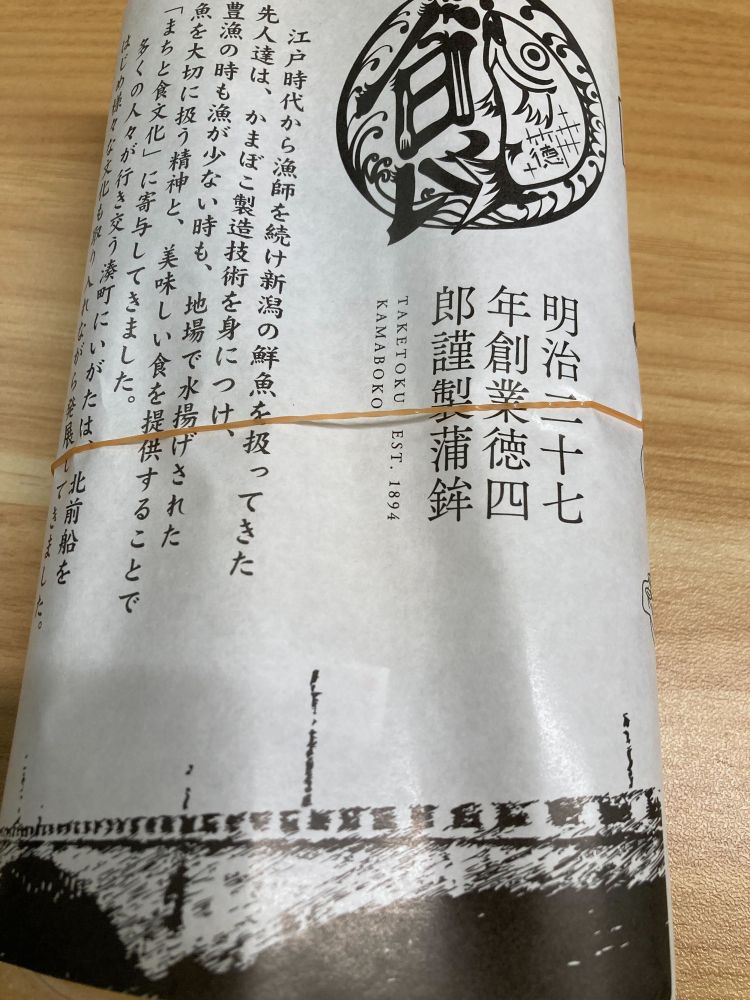 明治二十七
年創業徳四
郎謹製蒲鉾
TAKETOKU EST. 1894
KAMABOKO
江戸時代から漁師を続け新潟の鮮魚を扱ってきた
先人達は、かまぼこ製造技術を身につけ、
豊漁の時も漁が少ない時も、地場で水揚げされた
魚を大切に扱う精神と、美味しい食を提供することで
「まちと食文化」に寄与してきました。
多くの人々が行き交う湊町にいがたは、北前船を
はじめ様々な文化も取り入れながら発展してきました。